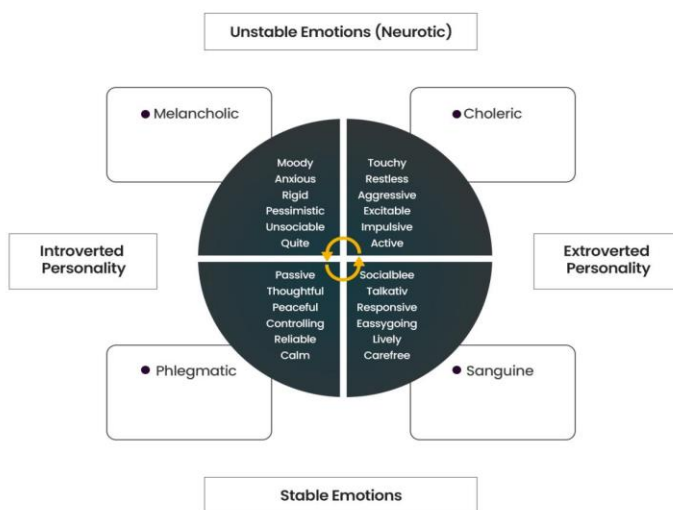 Unstable Emotions (Neurotic)
Melancholic
Choleric
Moody
Anxious
Rigid
Pessimistic
Unsociable
Quite
Touchy
Restless
Aggressive
Excitable
Impulsive
Active
Introverted
Personality
Extroverted
Personality
Passive
Thoughtful
Peaceful
Controlling
Reliable
Calm
Socialblee
Talkativ
Responsive
Eassygoing
Lively
Carefree
Phlegmatic
Sanguine
Stable Emotions